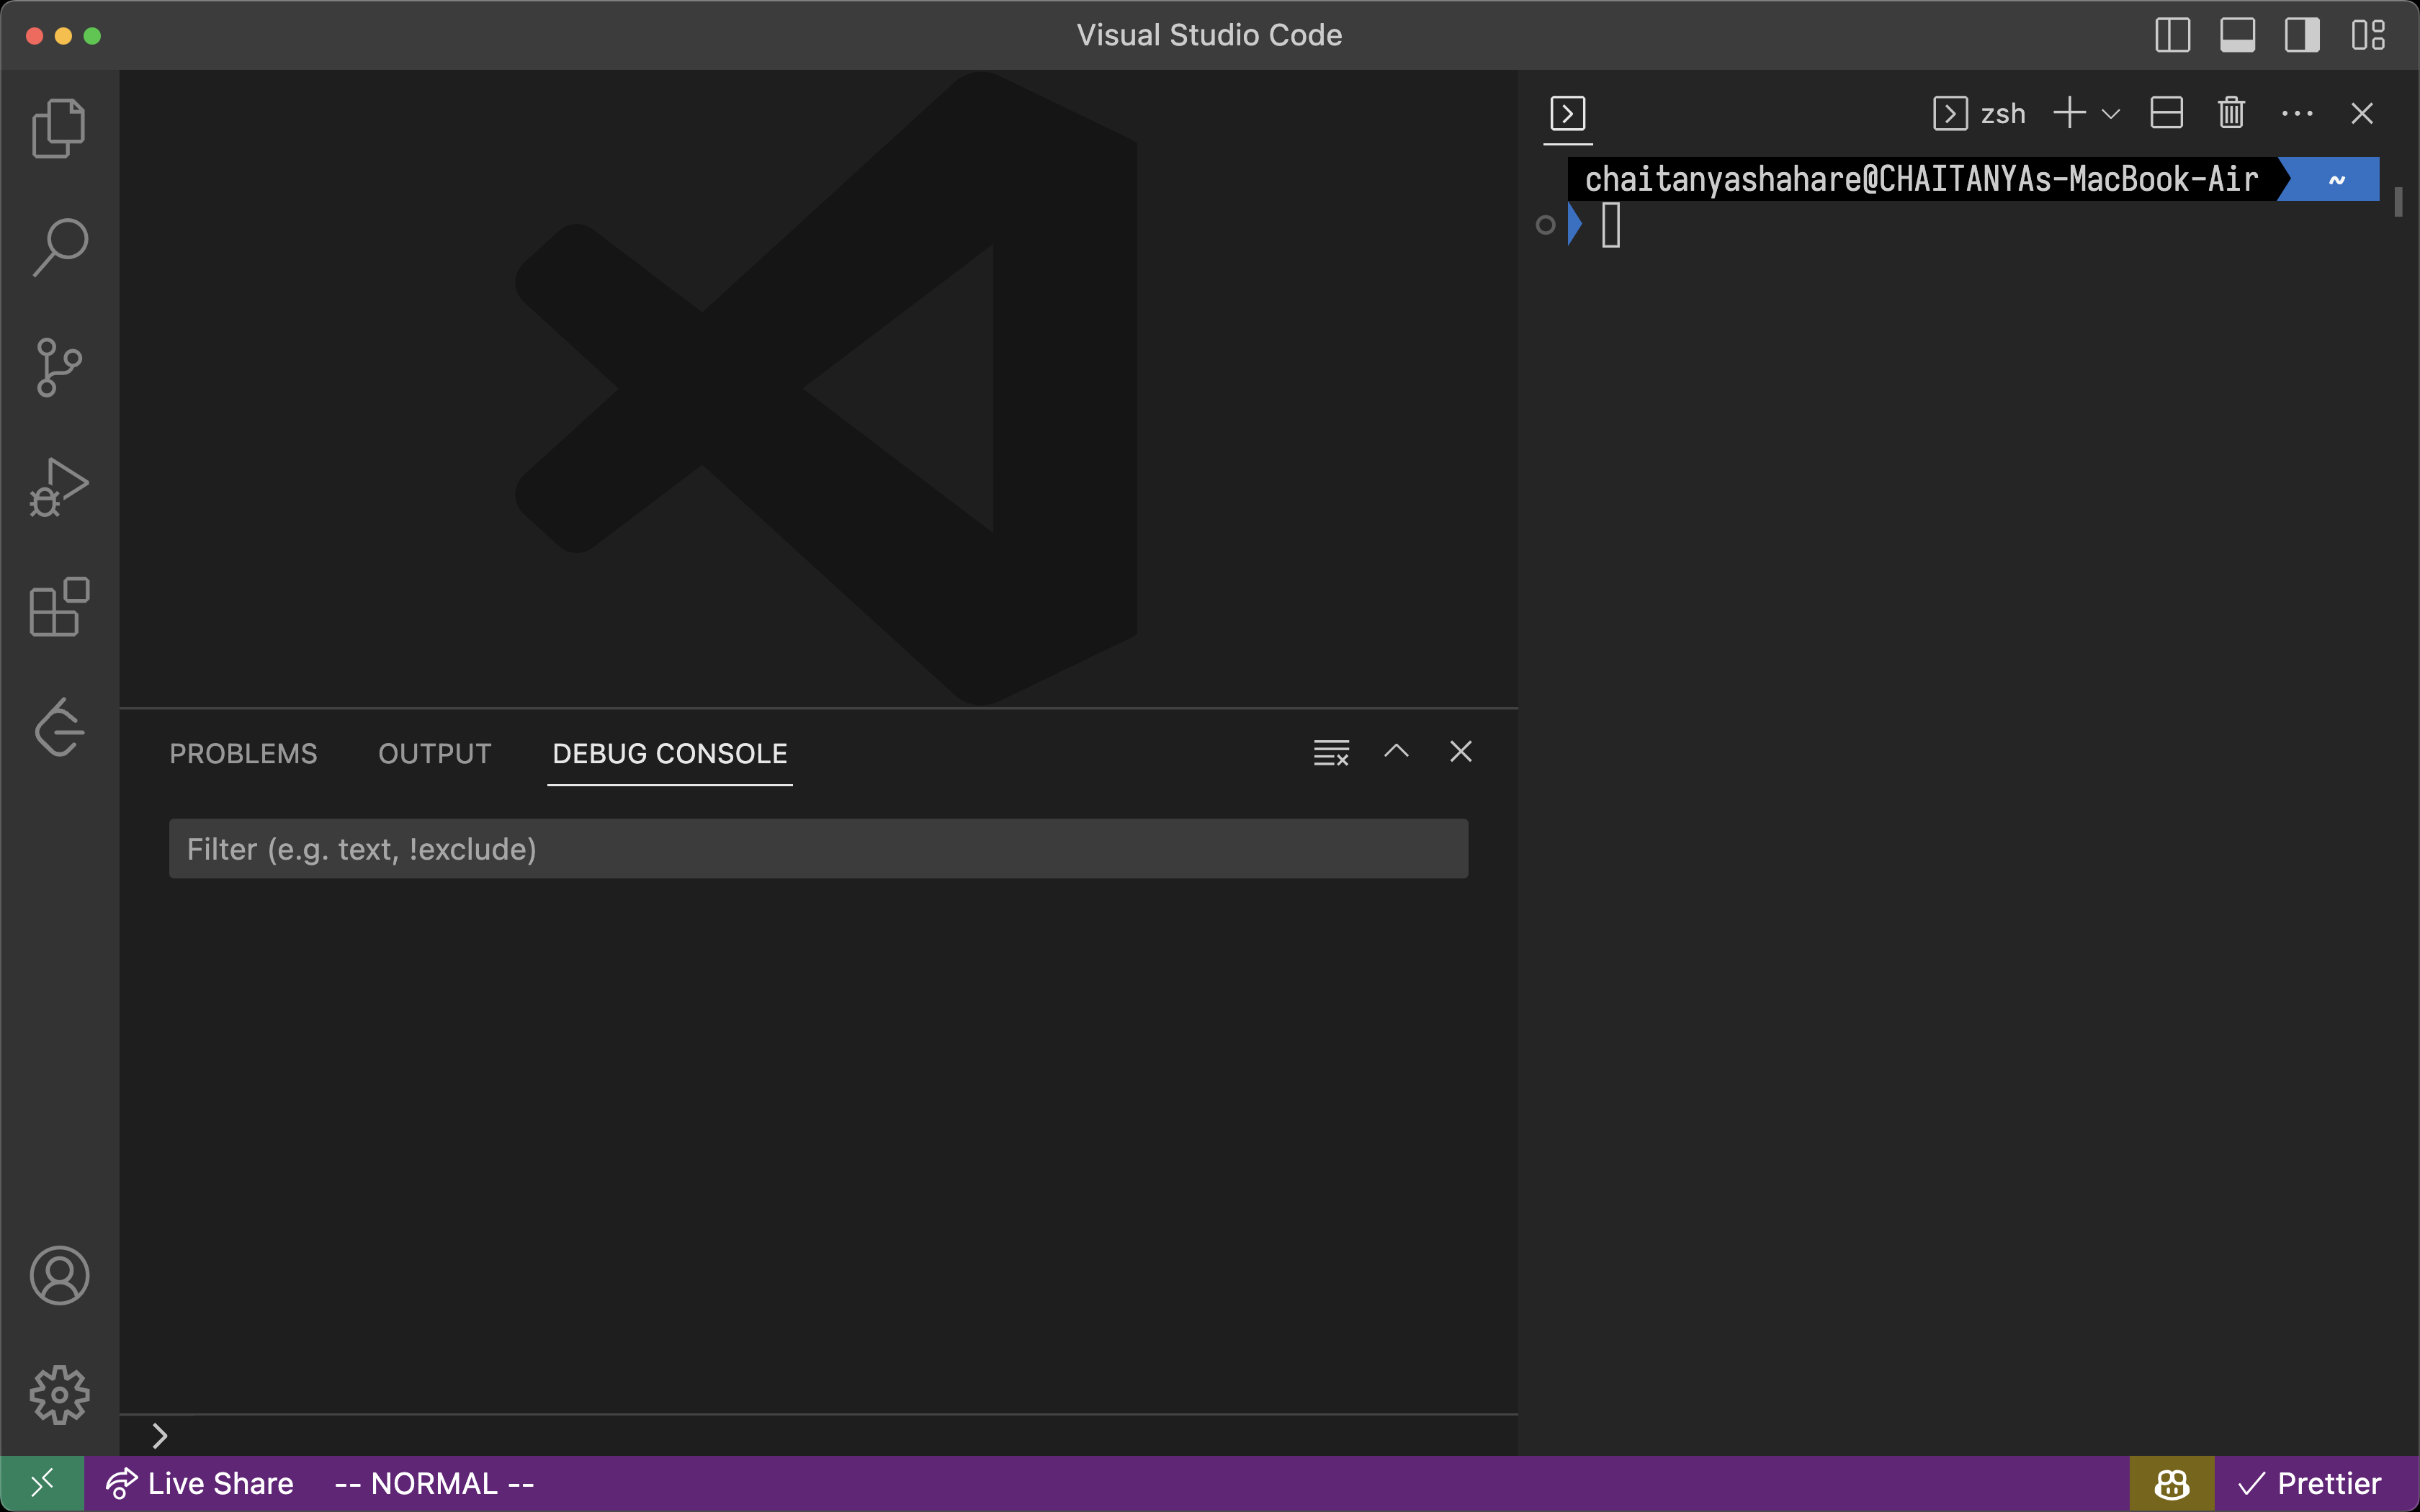 Visual Studio Code
zsh
chaitanyashahare@CHAITANYAs-MacBook-Air ~
PROBLEMS OUTPUT DEBUG CONSOLE
Filter (e.g. text, !exclude)
Live Share -- NORMAL -- Prettier